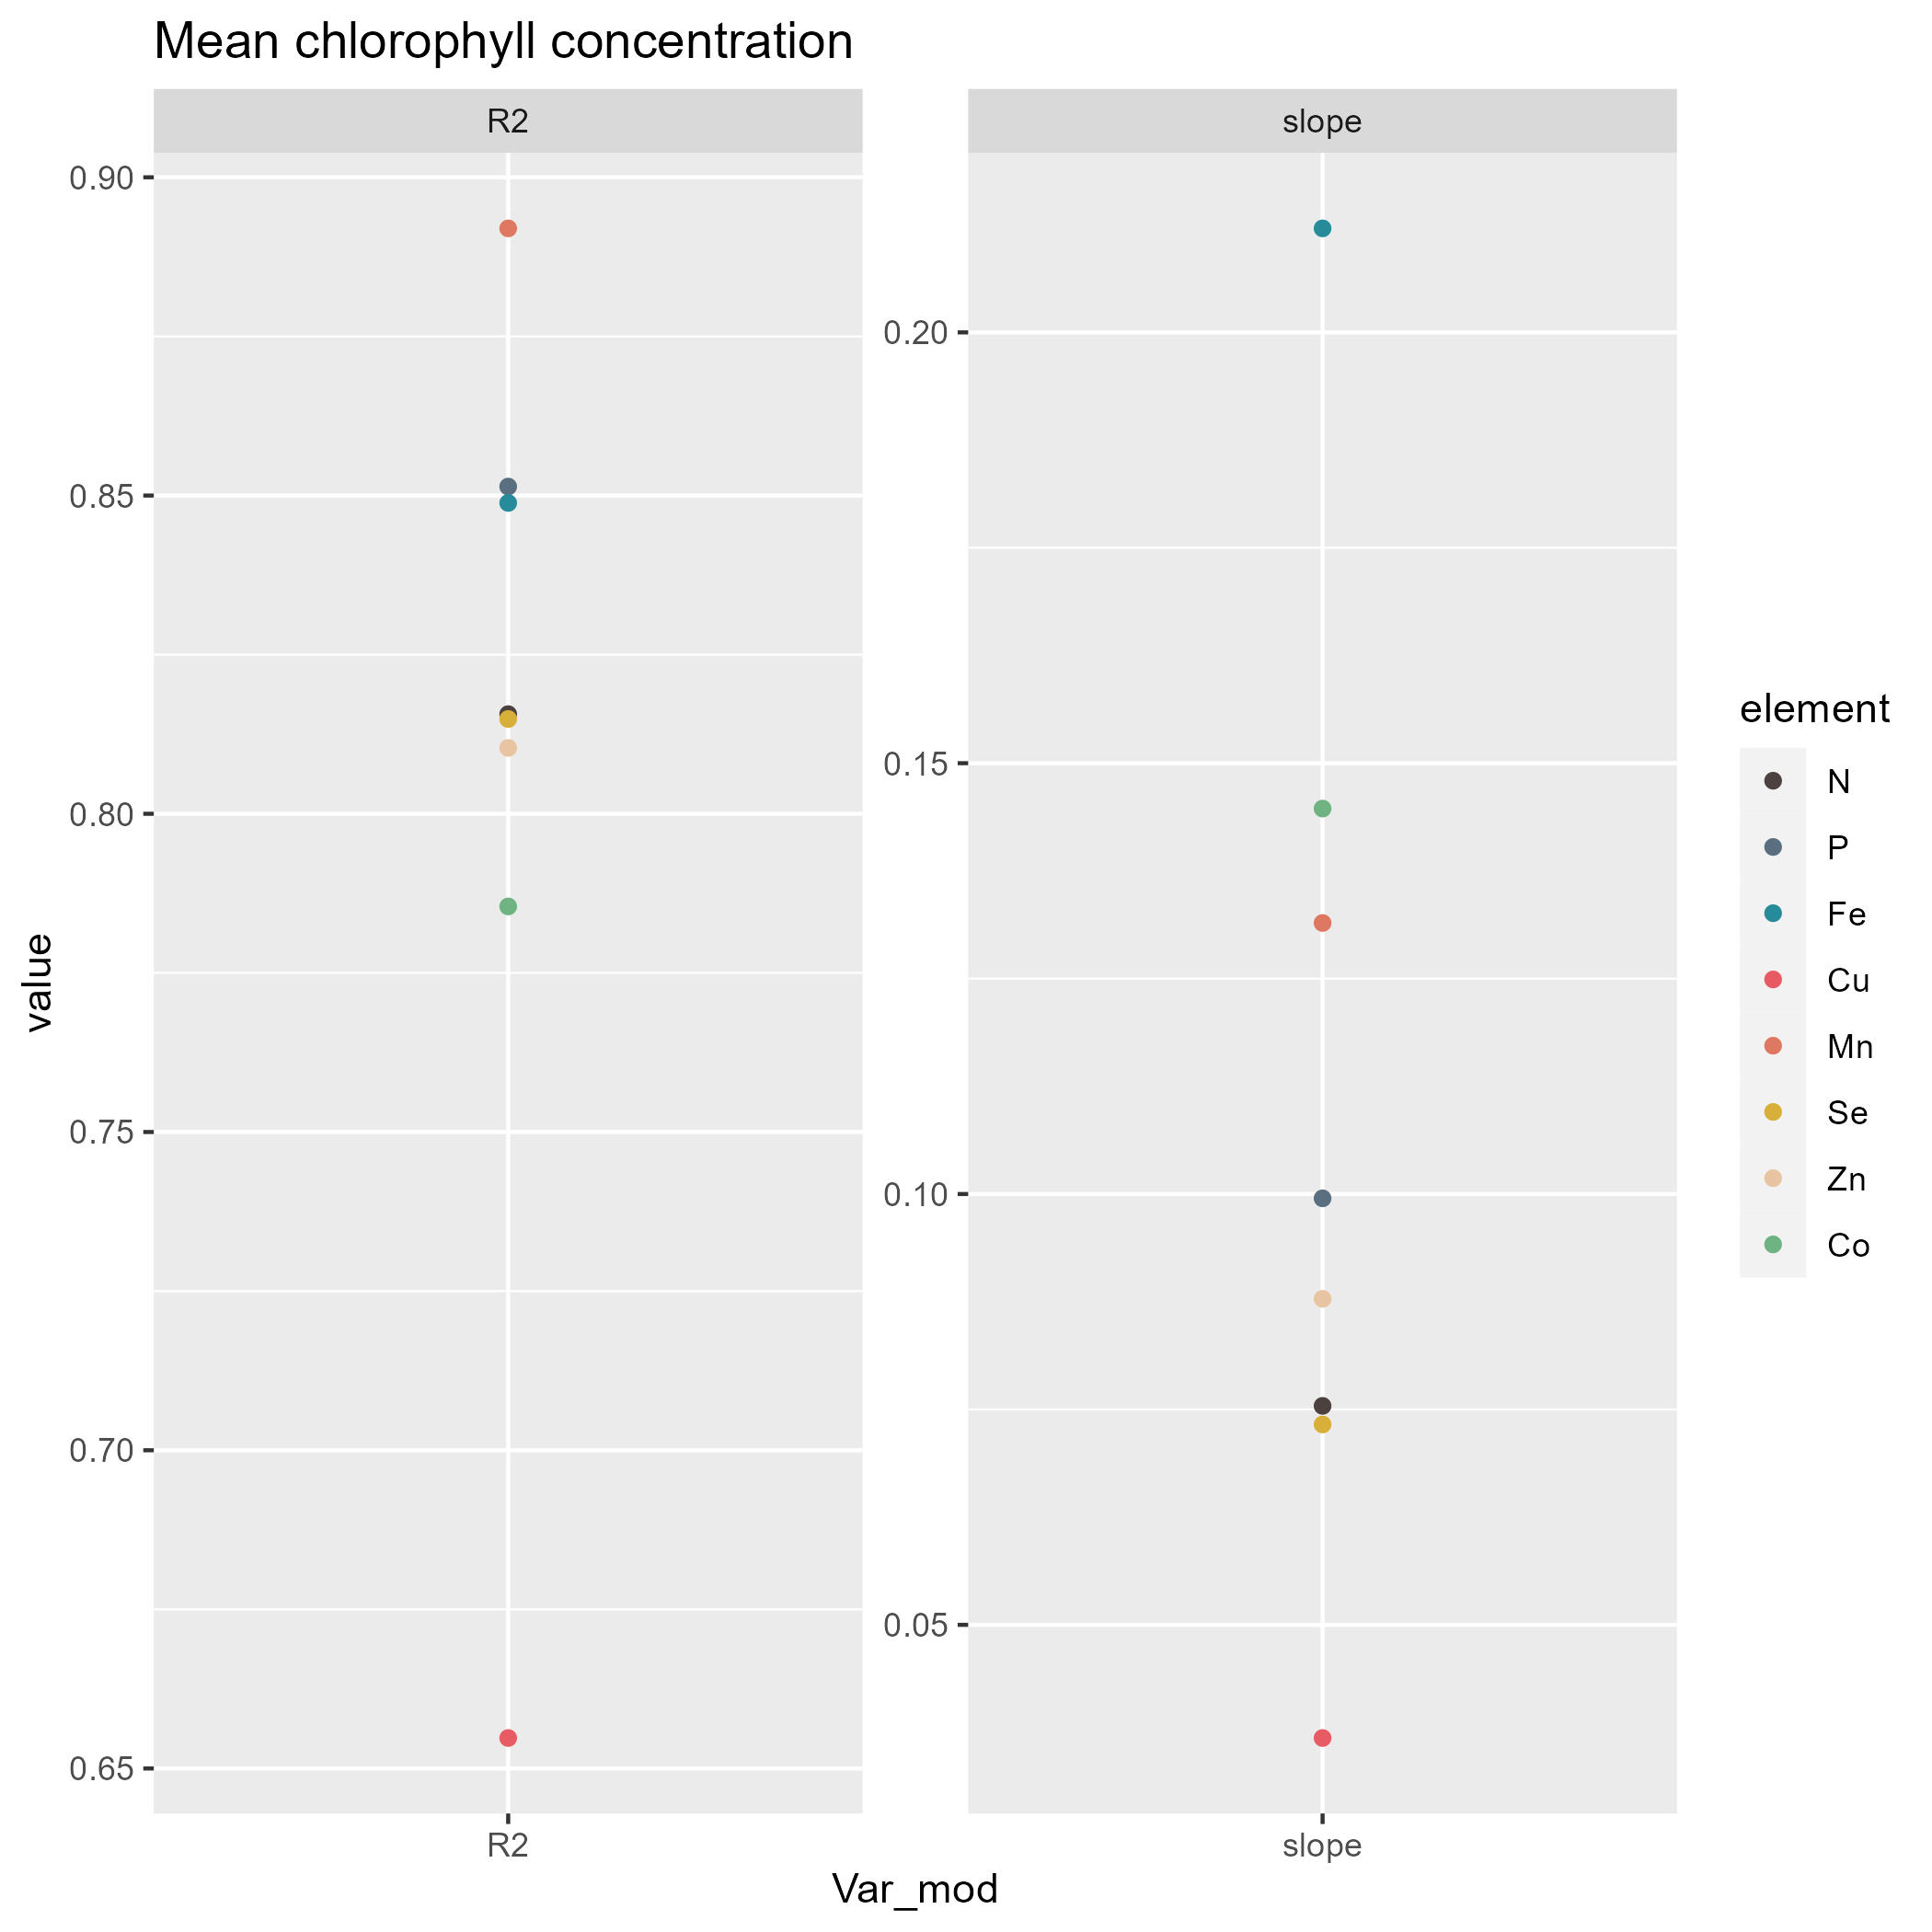 Mean chlorophyll concentration
R2
slope
0.90
0.85
0.80
0.75
0.70
0.65
0.20
0.15
0.10
0.05
value
R2
slope
Var_mod
element
N
P
Fe
Cu
Mn
Se
Zn
Co